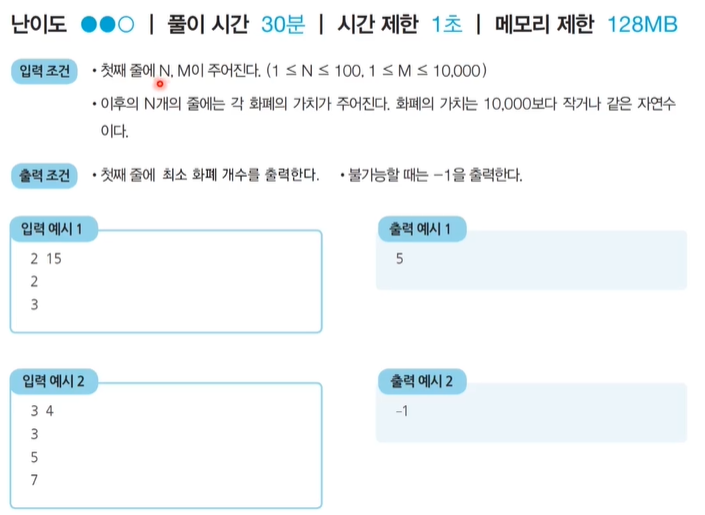 난이도 ●●○ | 풀이 시간 30분 | 시간 제한 1초 | 메모리 제한 128MB
입력 조건 • 첫째 줄에 N, M이 주어진다. (1 ≤ N ≤ 100, 1 ≤ M ≤ 10,000)
• 이후의 N개의 줄에는 각 화폐의 가치가 주어진다. 화폐의 가치는 10,000보다 작거나 같은 자연수
이다.
출력 조건 • 첫째 줄에 최소 화폐 개수를 출력한다. • 불가능할 때는 −1을 출력한다.
입력 예시 1
2 15
2
3
출력 예시 1
5
입력 예시 2
3 4
3
5
7
출력 예시 2
–1